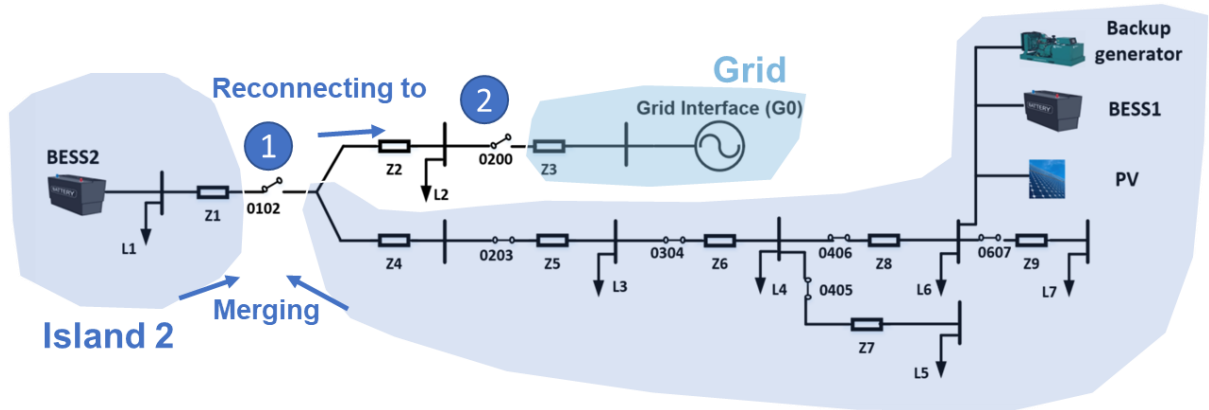 Backup
generator
Grid
Reconnecting to
2
Grid Interface (G0)
BESS1
1
BESS2
BATTERY
BATTERY
Z2
0200
Z3
PV
L2
Z1
0102
L1
Z4
0203
Z5
0304
Z6
0406
Z8
0607
Z9
L3
L4
0405
L6
L7
Merging
Island 2
Z7
L5